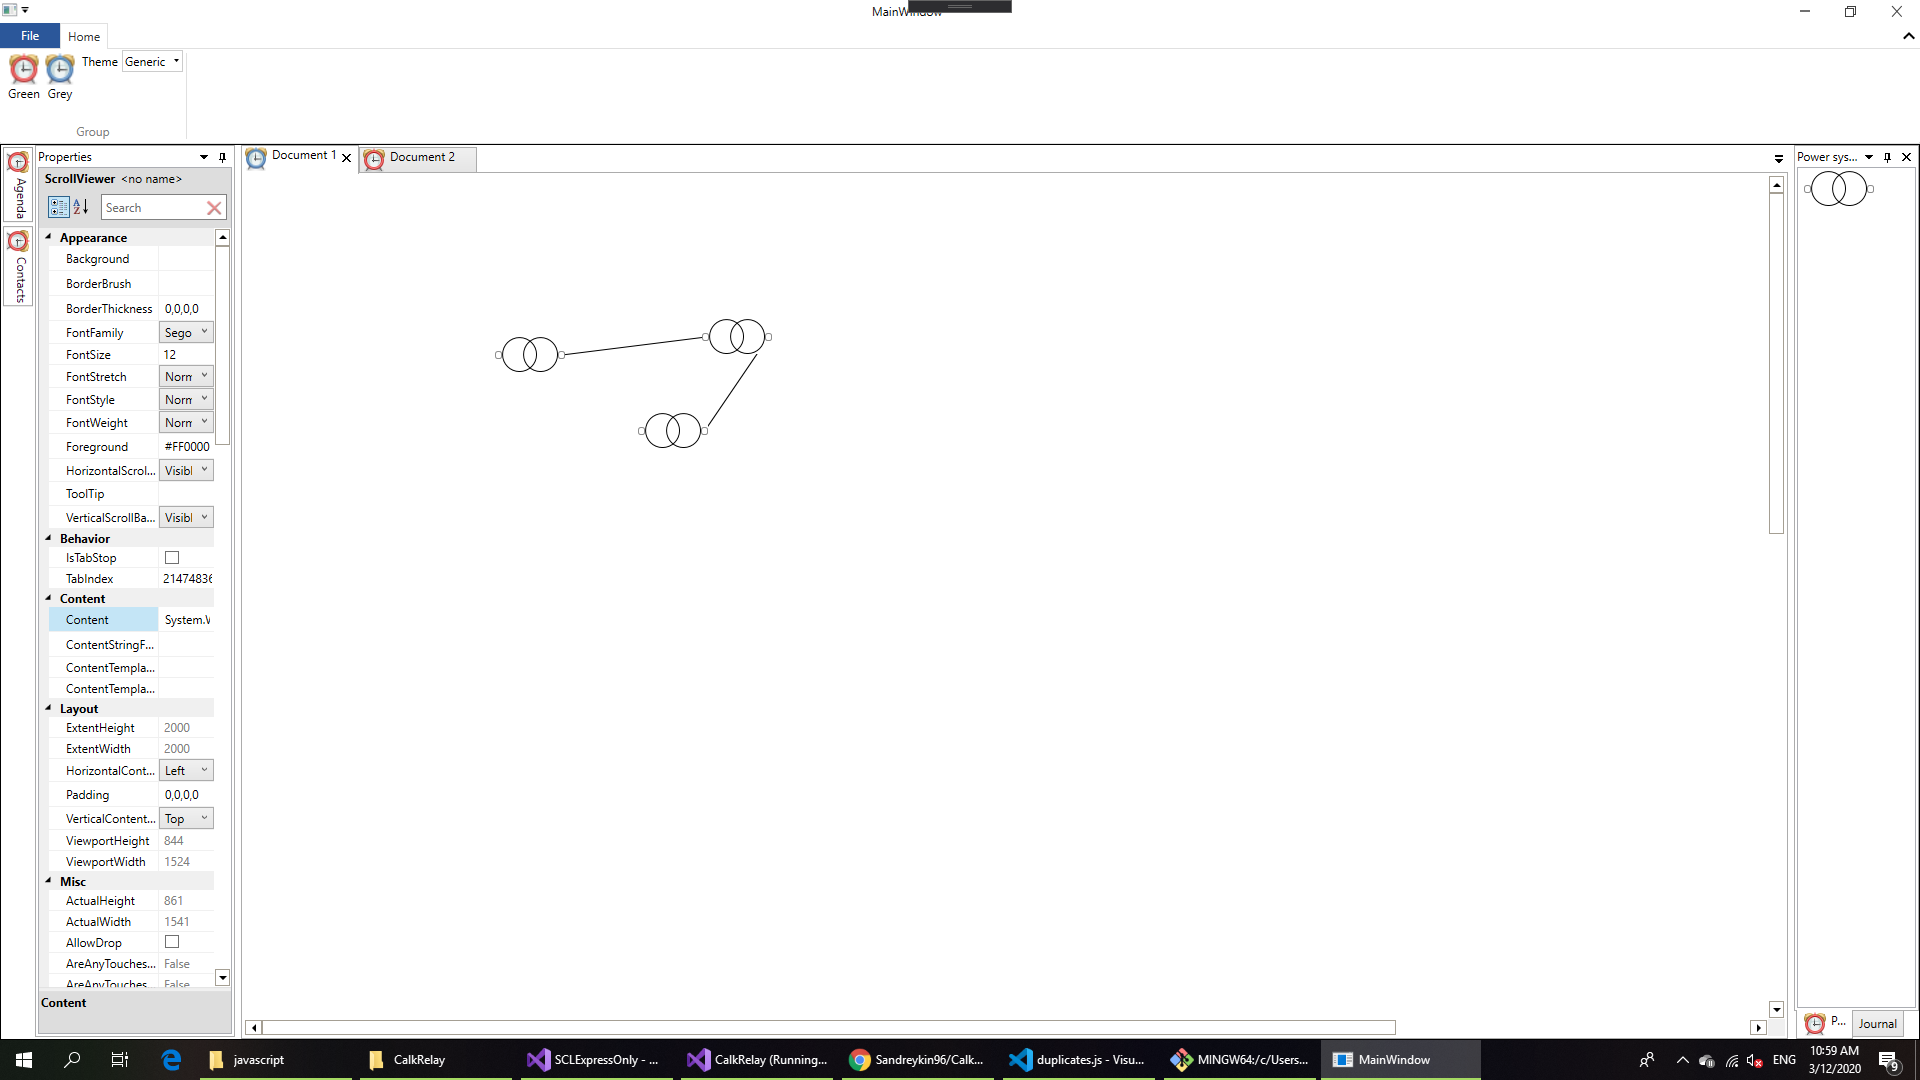 MainWindow
File
Home
Green
Grey
Theme
Generic
Group
Agenda
Contacts
Properties
ScrollViewer <no name>
Search
Appearance
Background
BorderBrush
BorderThickness 0,0,0,0
FontFamily Sego
FontSize 12
FontStretch Norn
FontStyle Norn
FontWeight Norn
Foreground #FF0000
HorizontalScrol... Visibl
ToolTip
VerticalScrollBa... Visibl
Behavior
IsTabStop
TabIndex 21474836
Content
Content System.W
ContentStringF...
ContentTempla...
ContentTempla...
Layout
ExtentHeight 2000
ExtentWidth 2000
HorizontalCont... Left
Padding 0,0,0,0
VerticalContent... Top
ViewportHeight 844
ViewportWidth 1524
Misc
ActualHeight 861
ActualWidth 1541
AllowDrop
AreAnyTouches... False
AreAnyTouches... False
Content
Document 1
Document 2
Power sys...
P...
Journal
javascript
CalkRelay
SCLExpressOnly - ...
CalkRelay (Running...
Sandreykin96/Calk...
duplicates.js - Visu...
MINGW64:/c/Users...
MainWindow
ENG
10:59 AM
3/12/2020
9